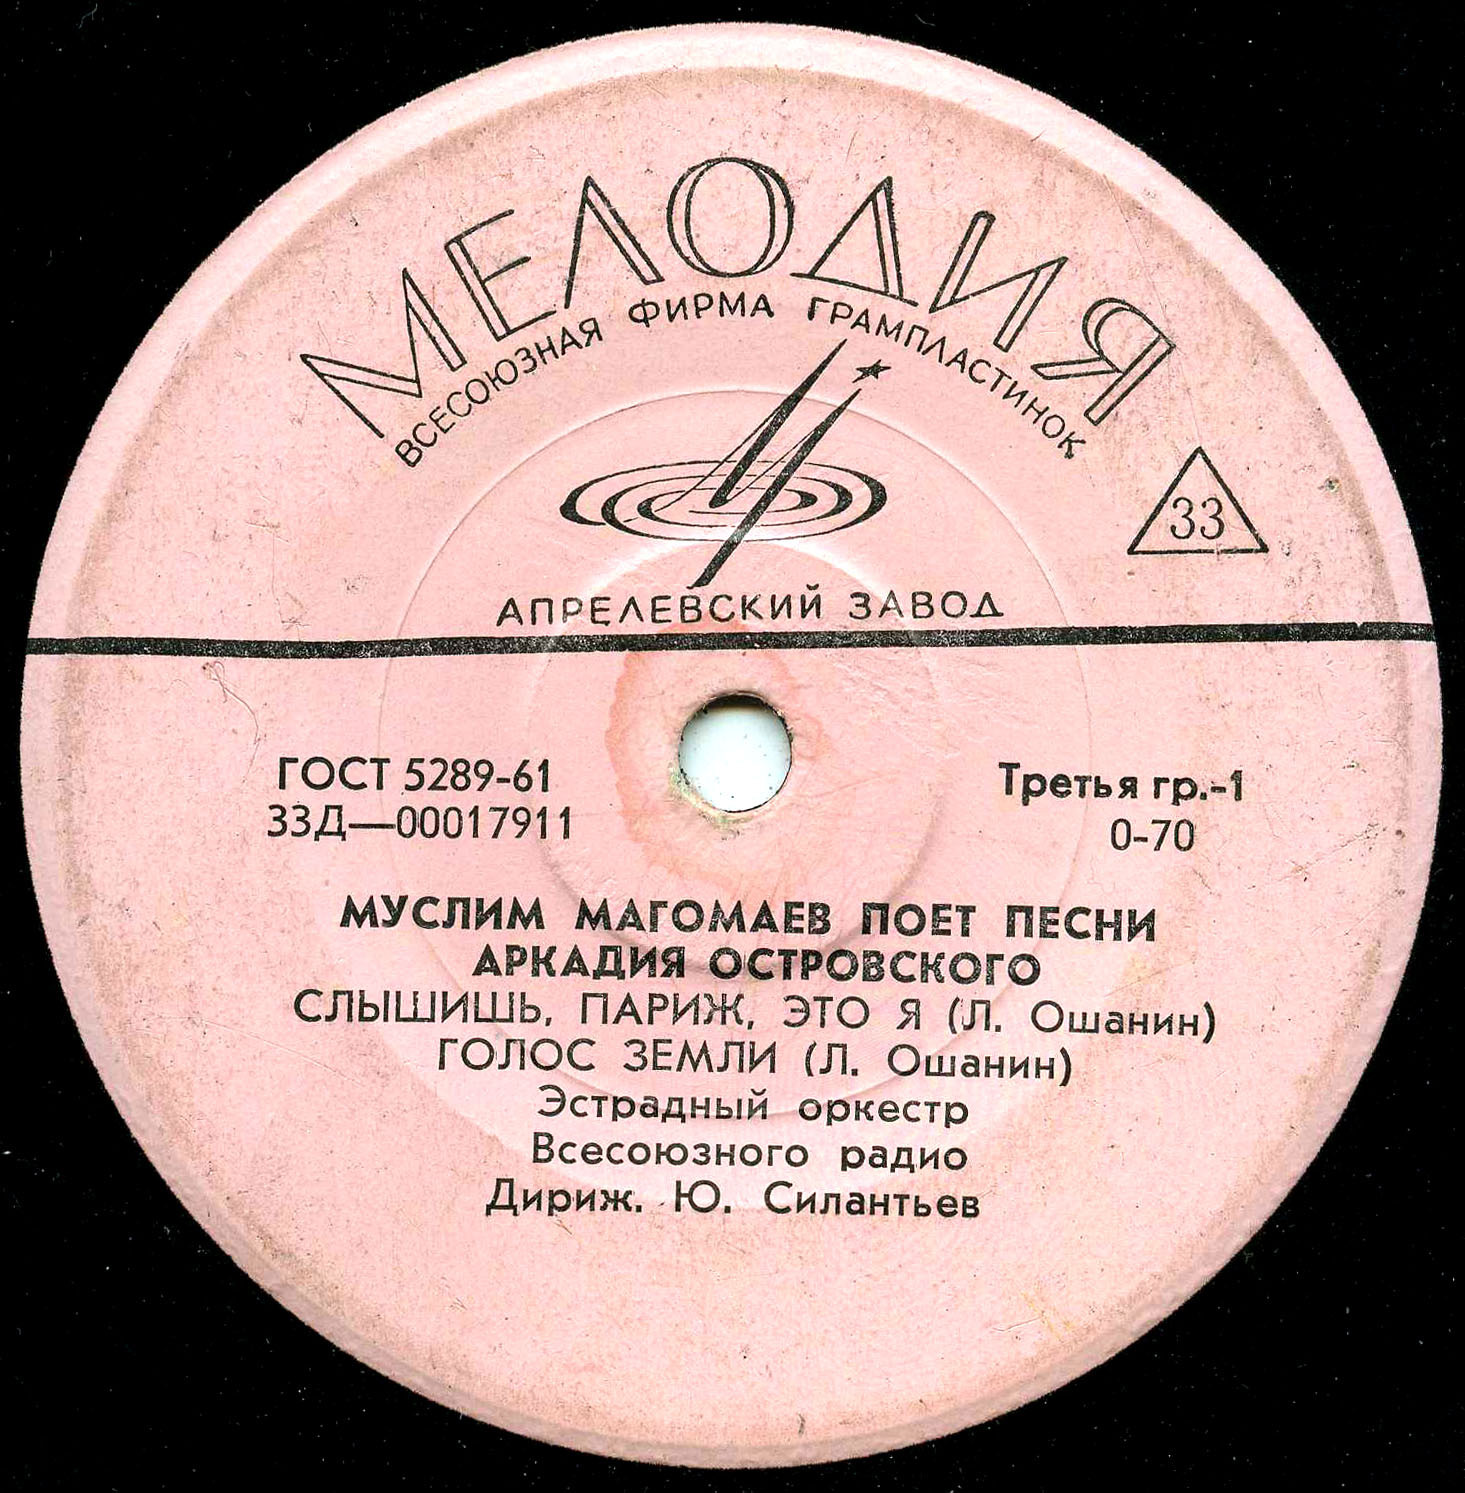 МЕЛОДИЯ
ВСЕСОЮЗНАЯ ФИРМА ГРАМПЛАСТИНОК
33
АПРЕЛЕВСКИЙ ЗАВОД
ГОСТ 5289-61
Третья гр.-1
33Д—00017911
0-70
МУСЛИМ МАГОМАЕВ ПОЕТ ПЕСНИ
АРКАДИЯ ОСТРОВСКОГО
СЛЫШИШЬ, ПАРИЖ, ЭТО Я (Л. Ошанин)
ГОЛОС ЗЕМЛИ (Л. Ошанин)
Эстрадный оркестр
Всесоюзного радио
Дириж. Ю. Силантьев